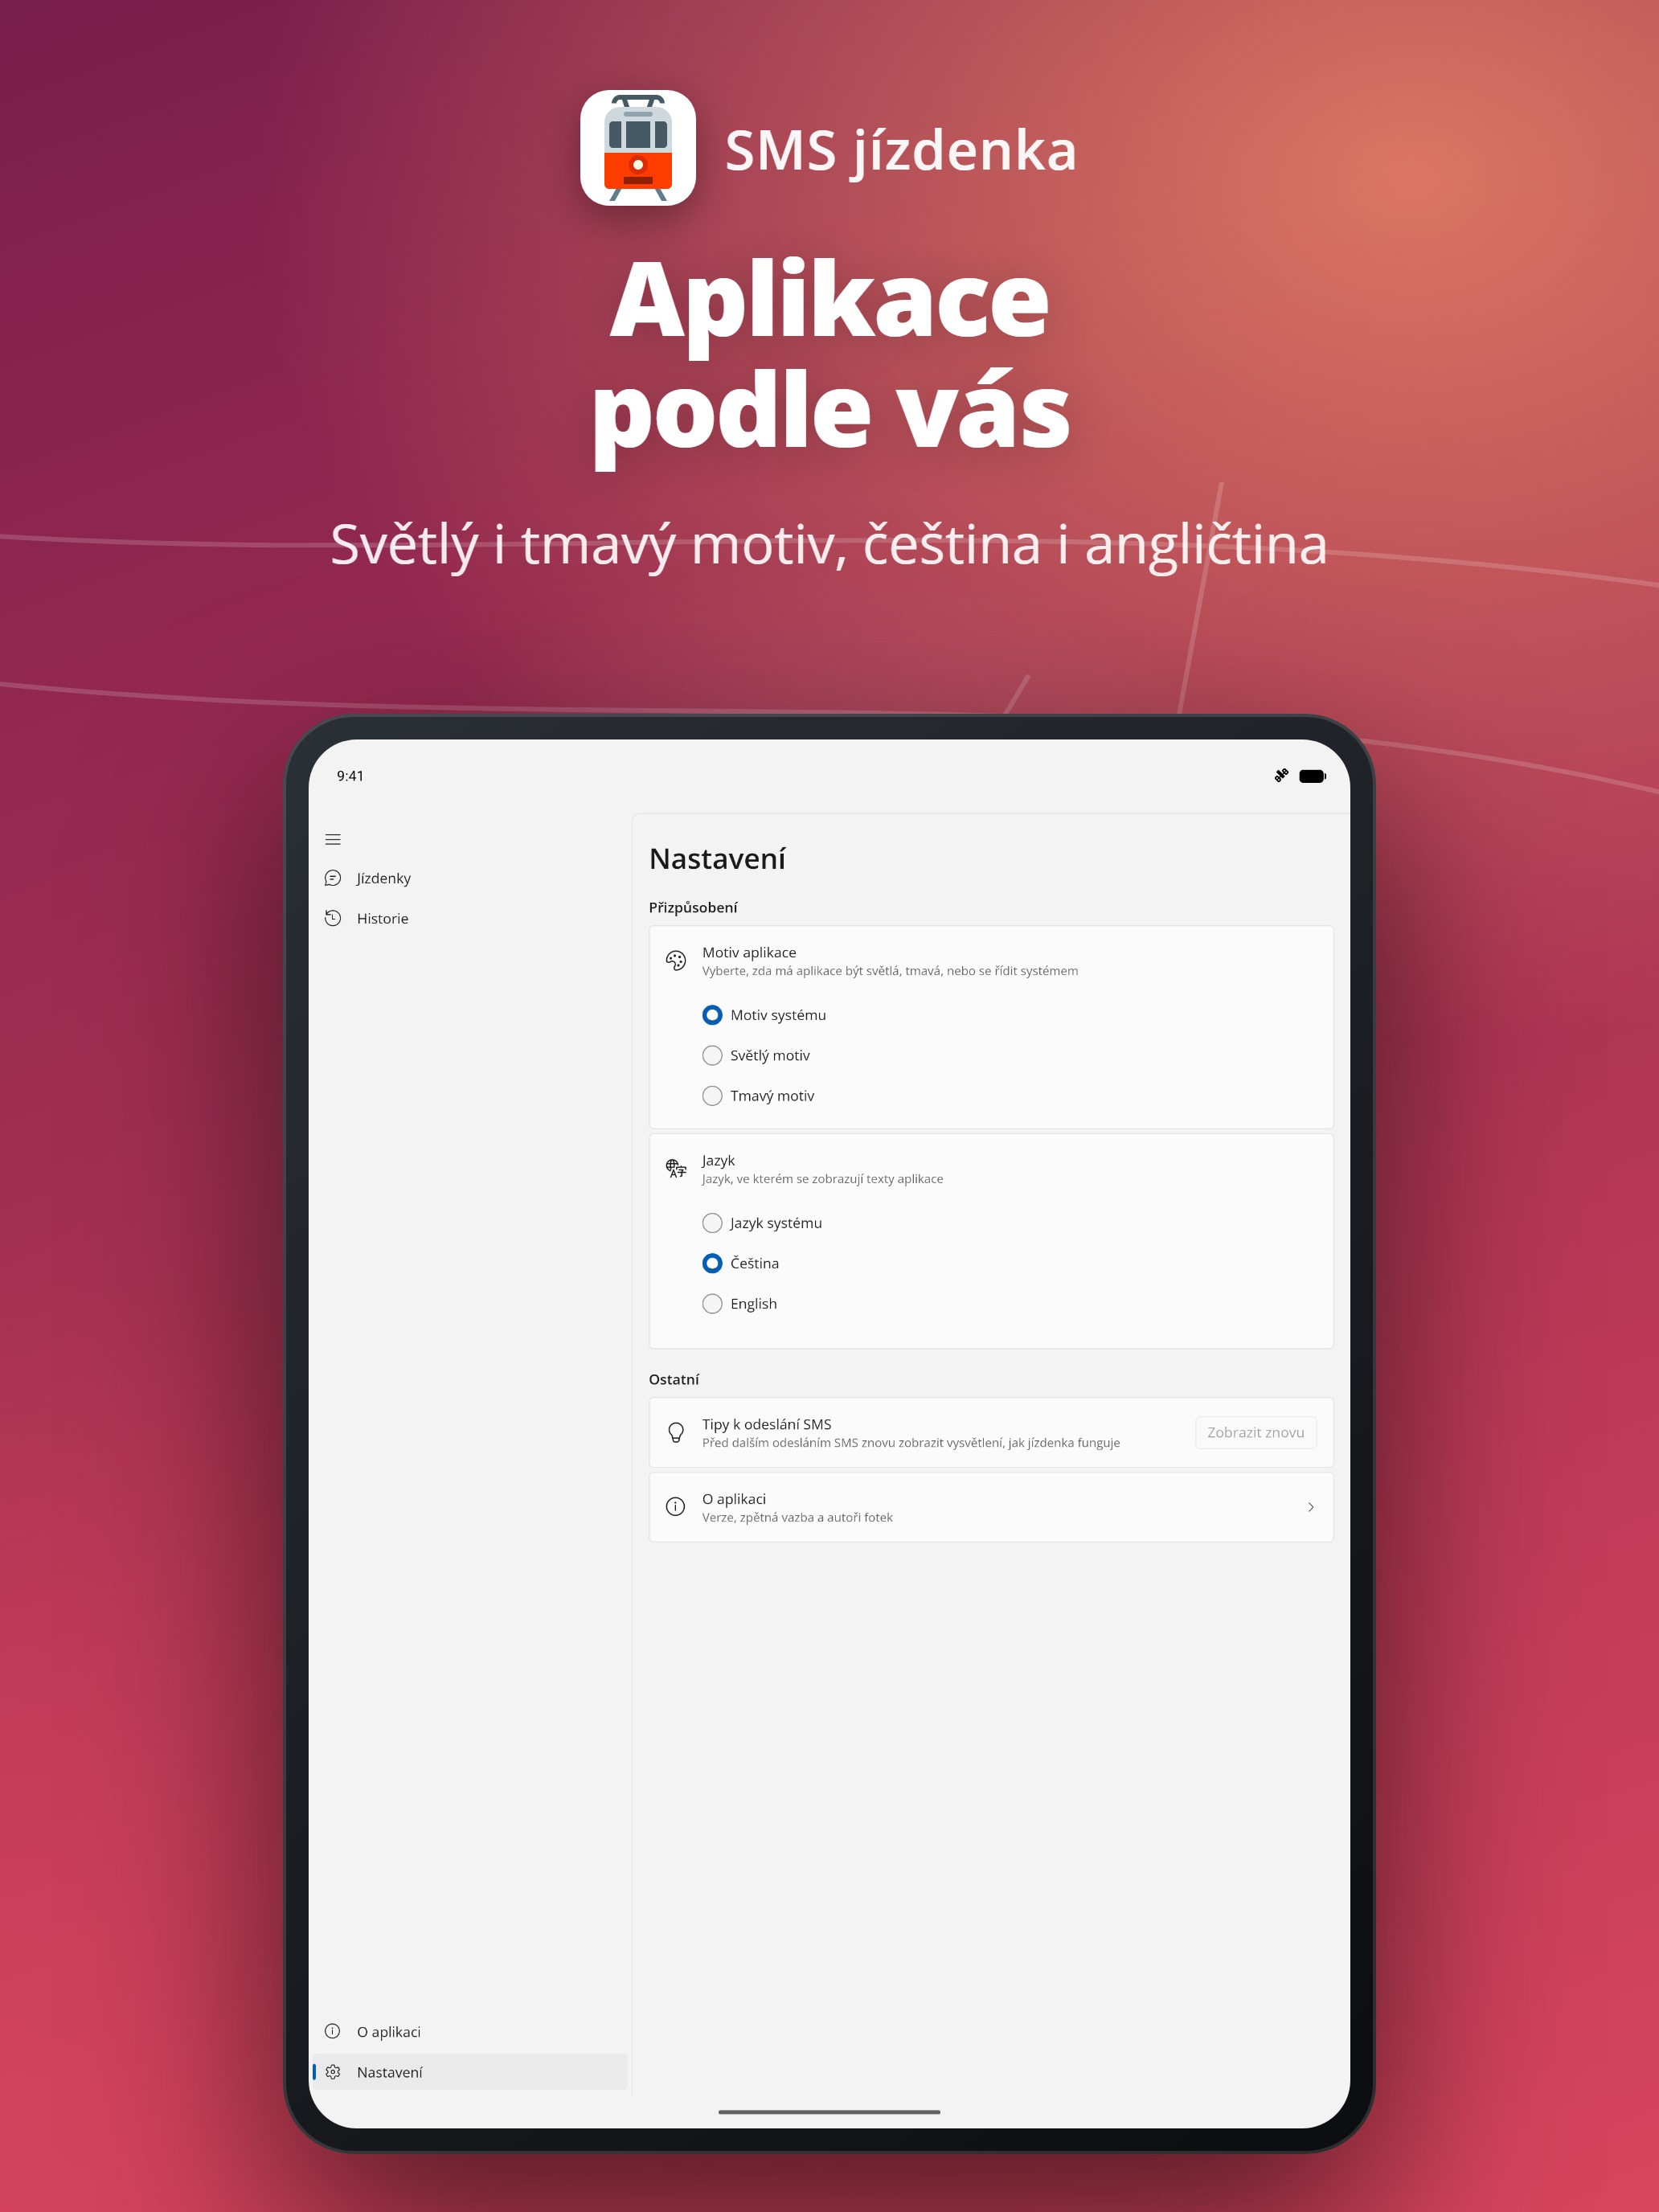 SMS jízdenka
Aplikace
podle vás
Světlý i tmavý motiv, čeština i angličtina
9:41
Jízdenky
Historie
Nastavení
Přizpůsobení
Motiv aplikace
Vyberte, zda má aplikace být světlá, tmavá, nebo se řídit systémem
Motiv systému
Světlý motiv
Tmavý motiv
Jazyk
Jazyk, ve kterém se zobrazují texty aplikace
Jazyk systému
Čeština
English
Ostatní
Tipy k odeslání SMS
Před dalším odesláním SMS znovu zobrazit vysvětlení, jak jízdenka funguje
Zobrazit znovu
O aplikaci
Verze, zpětná vazba a autoři fotek
O aplikaci
Nastavení